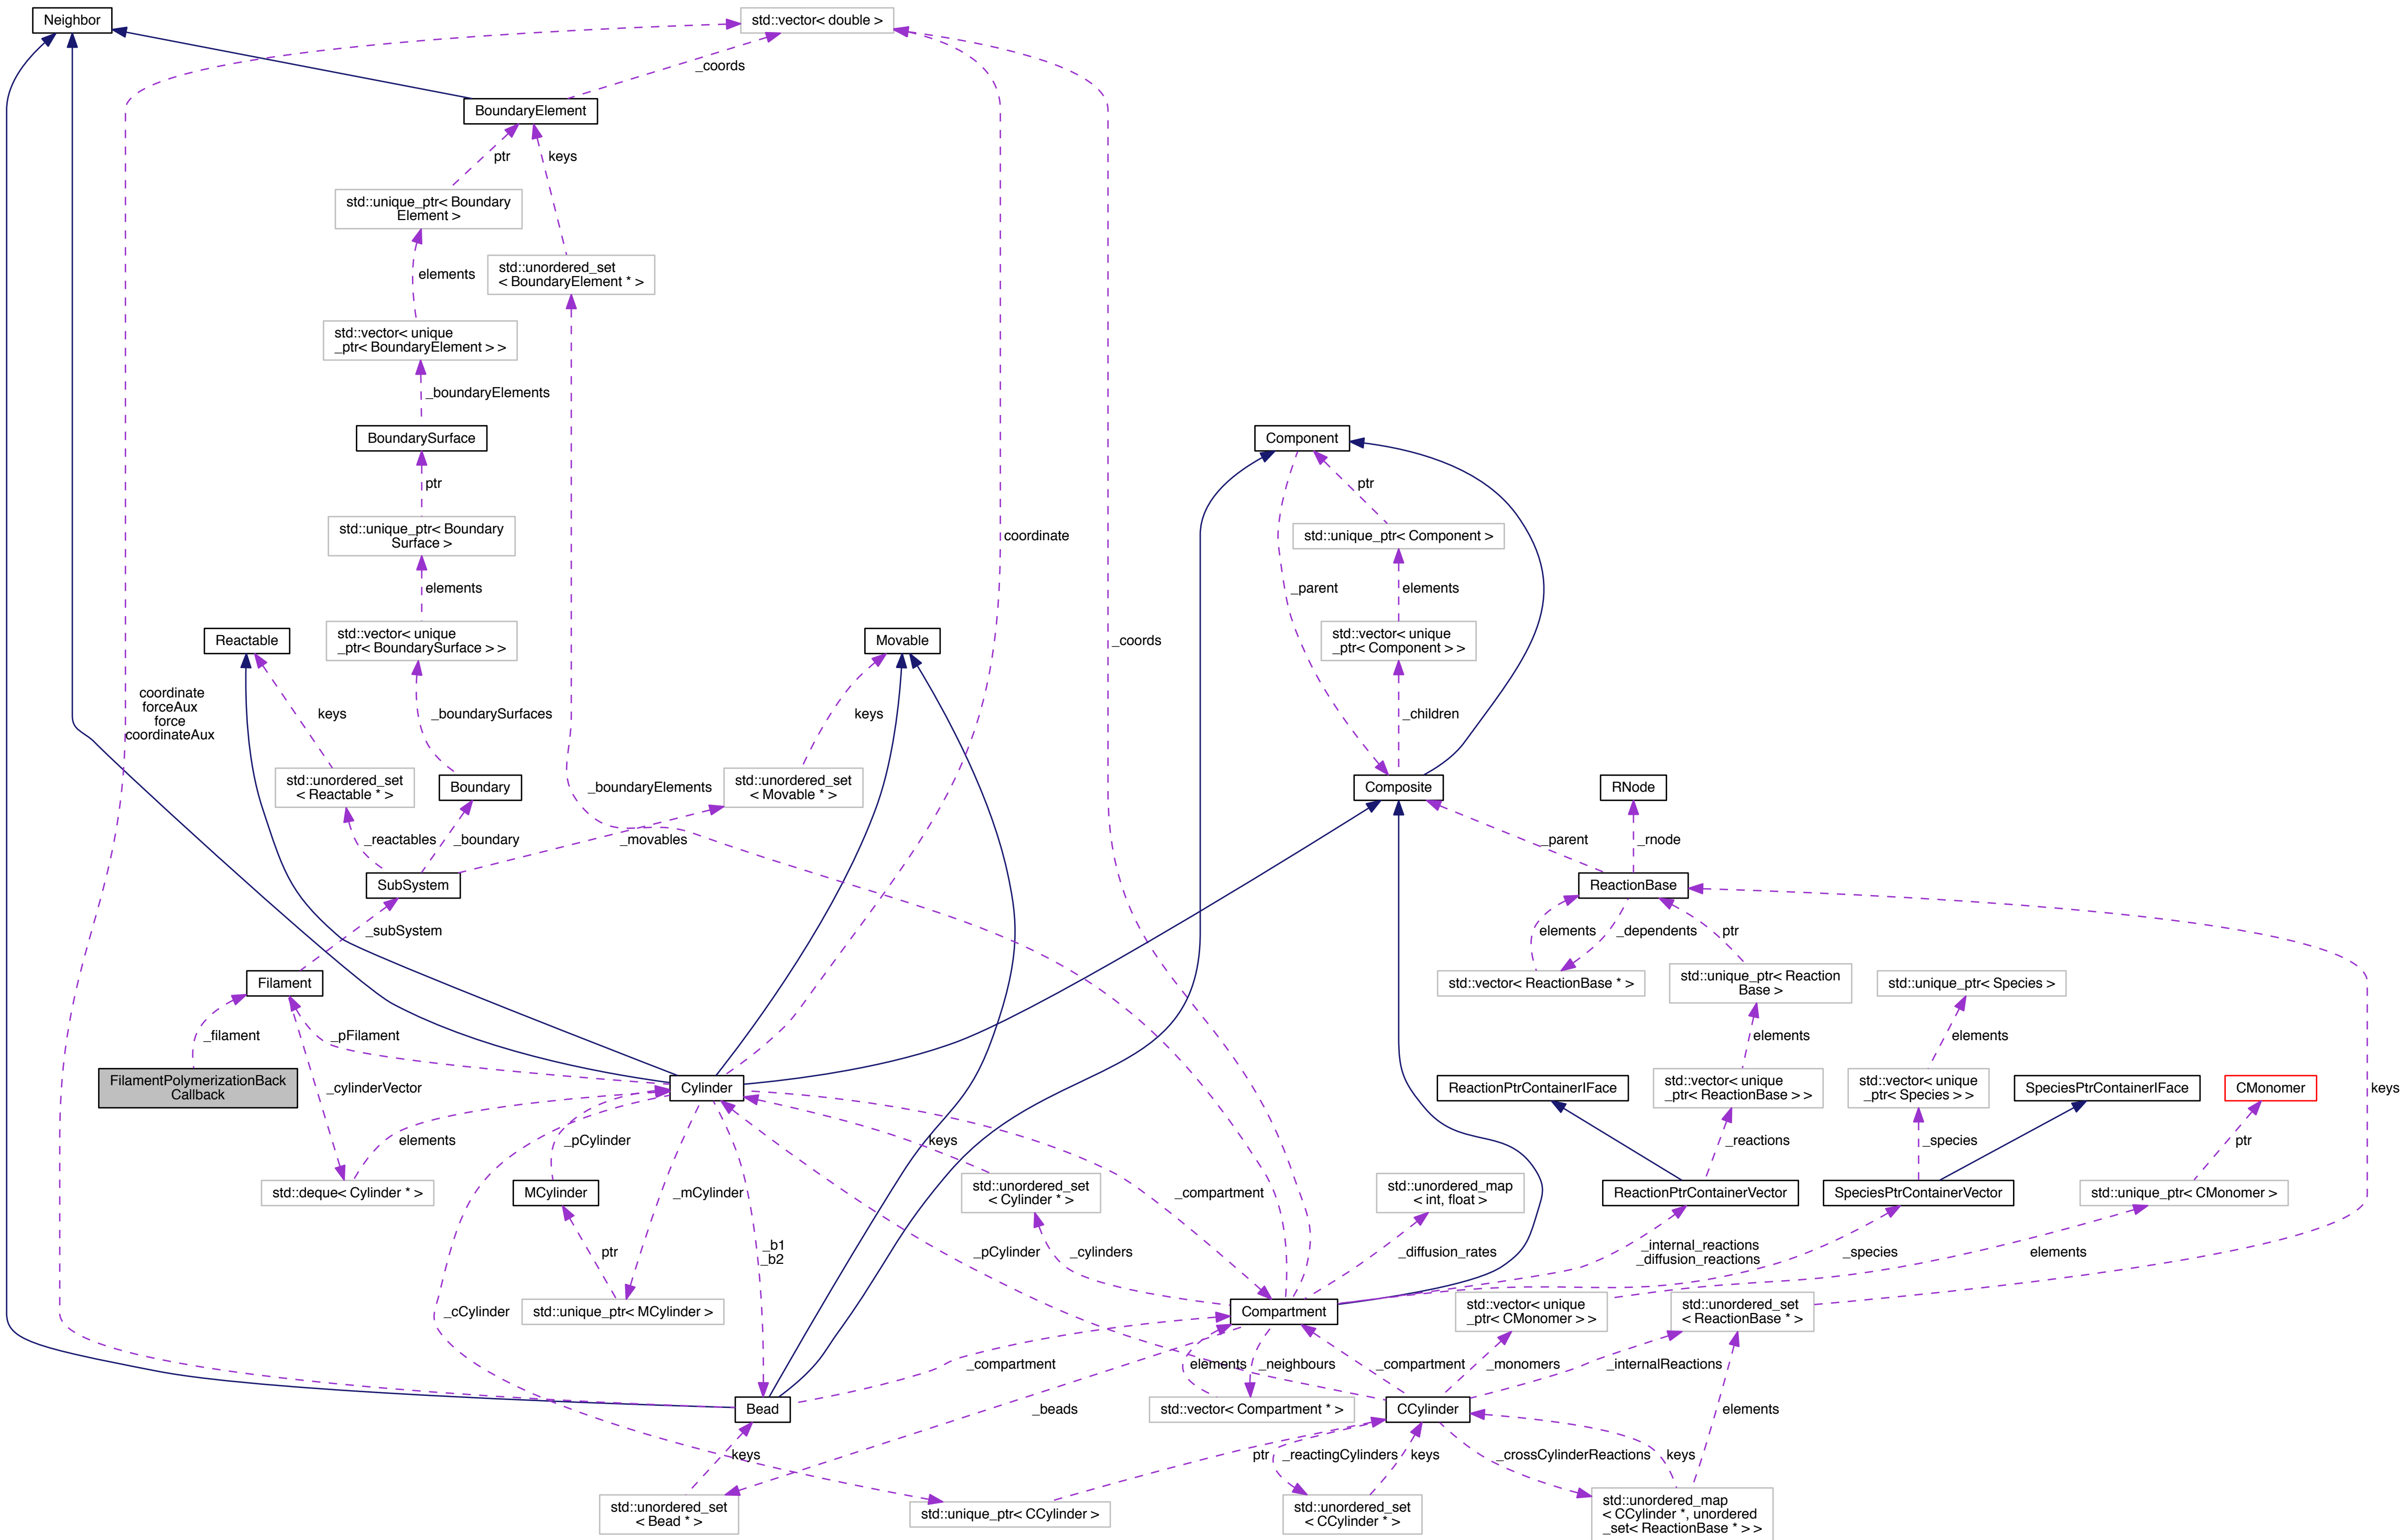 Neighbor
std::vector< double >
_coords
BoundaryElement
ptr
keys
std::unique_ptr< Boundary
Element >
elements
std::unordered_set
< BoundaryElement * >
std::vector< unique
_ptr< BoundaryElement > >
_boundaryElements
BoundarySurface
Component
ptr
ptr
std::unique_ptr< Boundary
Surface >
coordinate
std::unique_ptr< Component >
elements
_parent
elements
Reactable
std::vector< unique
_ptr< BoundarySurface > >
Movable
_coords
std::vector< unique
_ptr< Component > >
coordinate
forceAux
force
coordinateAux
keys
_boundarySurfaces
keys
_children
std::unordered_set
< Reactable * >
Boundary
_boundaryElements
std::unordered_set
< Movable * >
Composite
RNode
_reactables
_boundary
_movables
_parent
_rnode
SubSystem
ReactionBase
_subSystem
elements
_dependents
ptr
Filament
std::vector< ReactionBase * >
std::unique_ptr< Reaction
Base >
std::unique_ptr< Species >
_filament
_pFilament
elements
elements
FilamentPolymerizationBack
Callback
_cylinderVector
Cylinder
ReactionPtrContainerIFace
std::vector< unique
_ptr< ReactionBase > >
std::vector< unique
_ptr< Species > >
SpeciesPtrContainerIFace
CMonomer
keys
elements
_pCylinder
keys
_reactions
_species
ptr
std::deque< Cylinder * >
MCylinder
_mCylinder
std::unordered_set
< Cylinder * >
_compartment
std::unordered_map
< int, float >
ReactionPtrContainerVector
SpeciesPtrContainerVector
std::unique_ptr< CMonomer >
ptr
_b1
_b2
_pCylinder
_cylinders
_diffusion_rates
_internal_reactions
_diffusion_reactions
_species
elements
_cCylinder
std::unique_ptr< MCylinder >
Compartment
std::vector< unique
_ptr< CMonomer > >
std::unordered_set
< ReactionBase * >
_compartment
elements
_neighbours
_compartment
_monomers
_internalReactions
Bead
_beads
std::vector< Compartment * >
CCylinder
elements
keys
ptr
_reactingCylinders
keys
_crossCylinderReactions
keys
std::unordered_set
< Bead * >
std::unique_ptr< CCylinder >
std::unordered_set
< CCylinder * >
std::unordered_map
< CCylinder *, unordered
_set< ReactionBase * > >